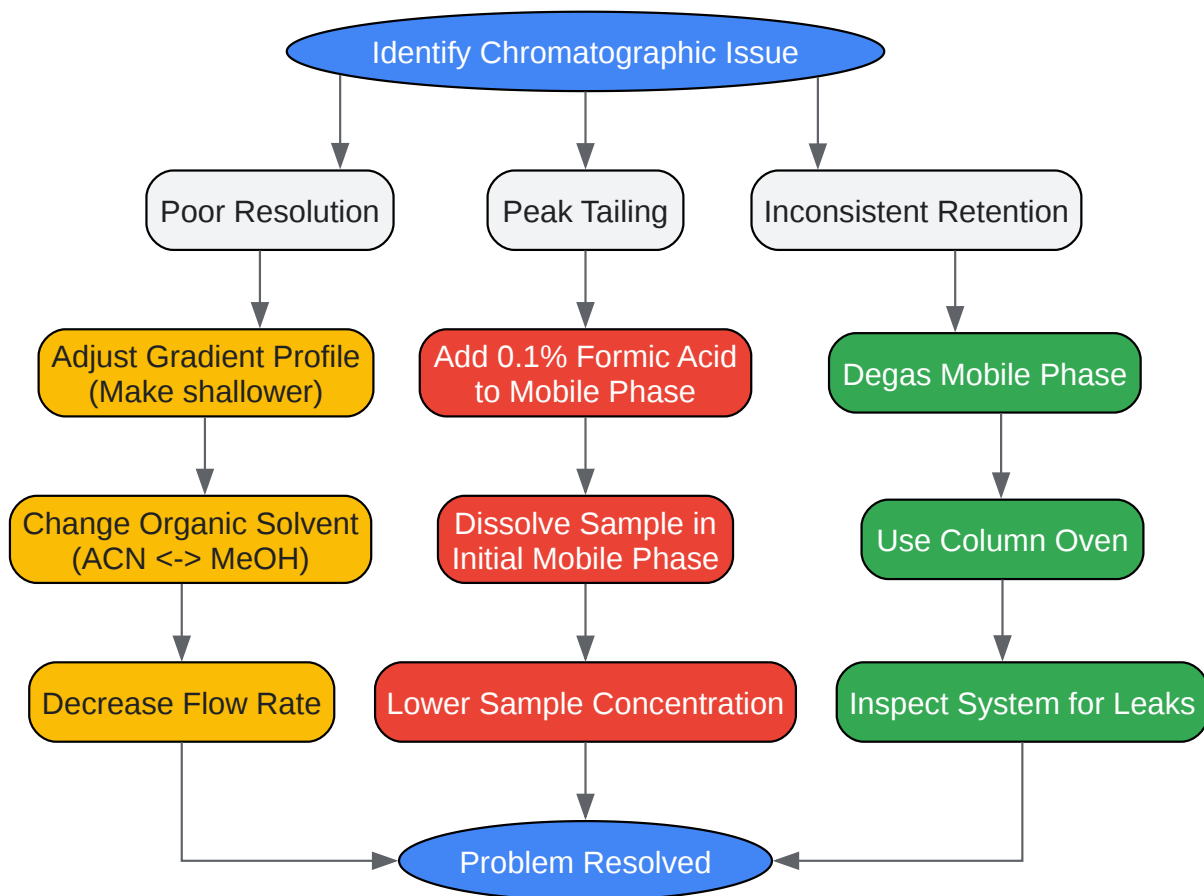 Identify Chromatographic Issue
Poor Resolution
Peak Tailing
Inconsistent Retention
Adjust Gradient Profile
(Make shallower)
Add 0.1% Formic Acid
to Mobile Phase
Degas Mobile Phase
Change Organic Solvent
(ACN <-> MeOH)
Dissolve Sample in
Initial Mobile Phase
Use Column Oven
Decrease Flow Rate
Lower Sample Concentration
Inspect System for Leaks
Problem Resolved